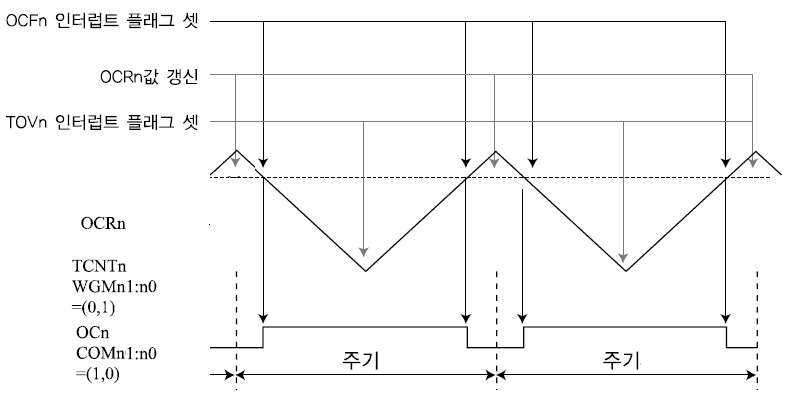 OCFn 인터럽트 플래그 셋
OCRn값 갱신
TOVn 인터럽트 플래그 셋
OCRn
TCNTn
WGMn1:n0
=(0,1)
OCn
COMn1:n0
=(1,0)
주기
주기